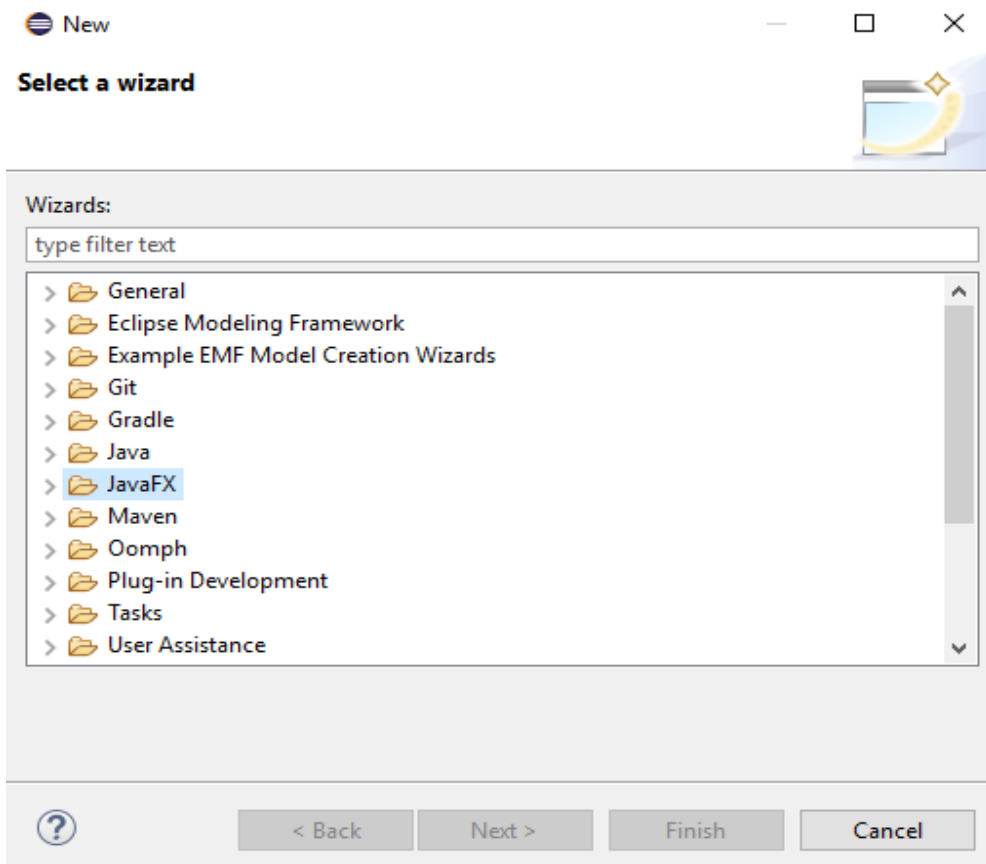 New
Select a wizard
Wizards:
type filter text
General
Eclipse Modeling Framework
Example EMF Model Creation Wizards
Git
Gradle
Java
JavaFX
Maven
Oomph
Plug-in Development
Tasks
User Assistance
? < Back Next > Finish Cancel